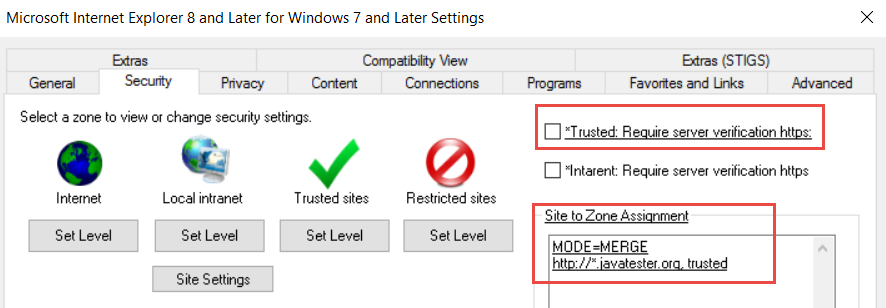 Microsoft Internet Explorer 8 and Later for Windows 7 and Later Settings
Extras Compatibility View Extras (STIGS)
General Security Privacy Content Connections Programs Favorites and Links Advanced
Select a zone to view or change security settings.
*Trusted: Require server verification https:
*Intarent: Require server verification https
Internet Local intranet Trusted sites Restricted sites
Site to Zone Assignment
Set Level Set Level Set Level Set Level
MODE=MERGE
http://*.javatester.org, trusted
Site Settings